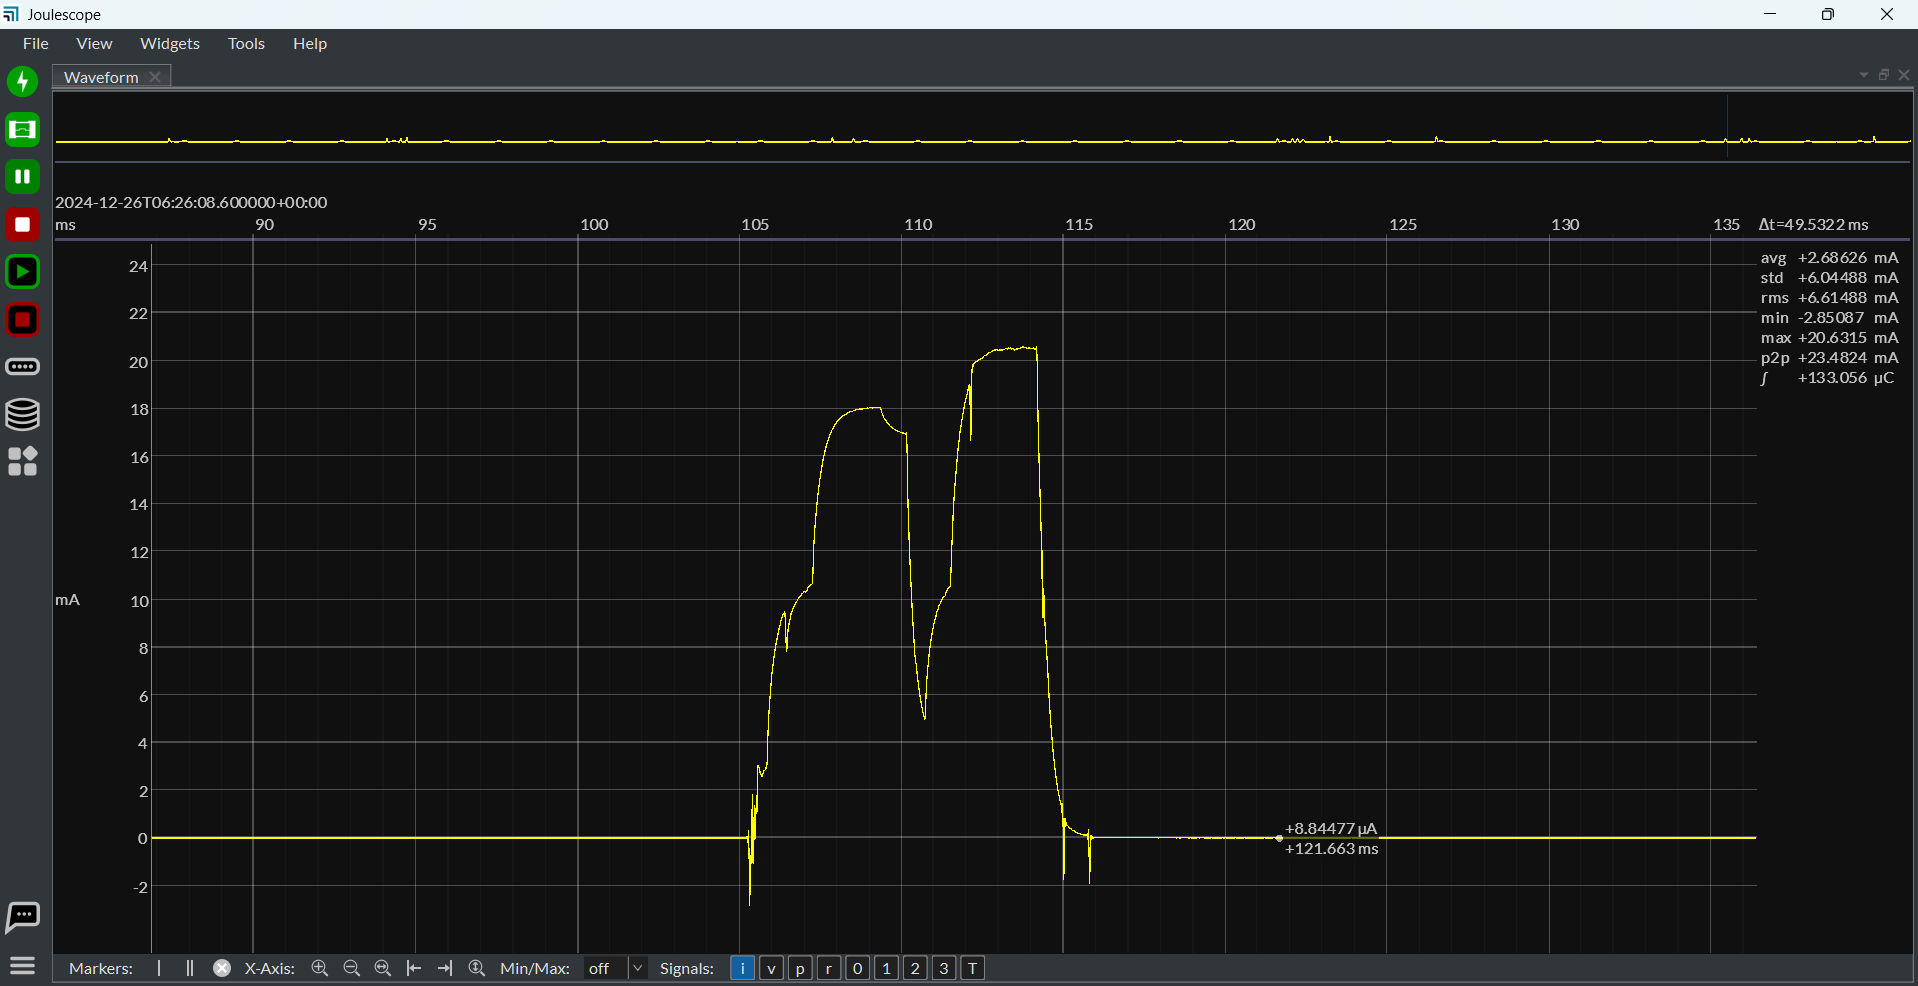 Joulescope
File View Widgets Tools Help
Waveform
2024-12-26T06:26:08.600000+00:00
ms 90 95 100 105 110 115 120 125 130 135 Δt=49.5322 ms
avg +2.68626 mA
std +6.04488 mA
rms +6.61488 mA
min -2.85087 mA
max +20.6315 mA
p2p +23.4824 mA
∫ +133.056 µC
24
22
20
18
16
14
12
mA 10
8
6
4
2
0
-2
+8.84477 µA
+121.663 ms
Markers: X-Axis: Min/Max: off Signals: i v p r 0 1 2 3 T